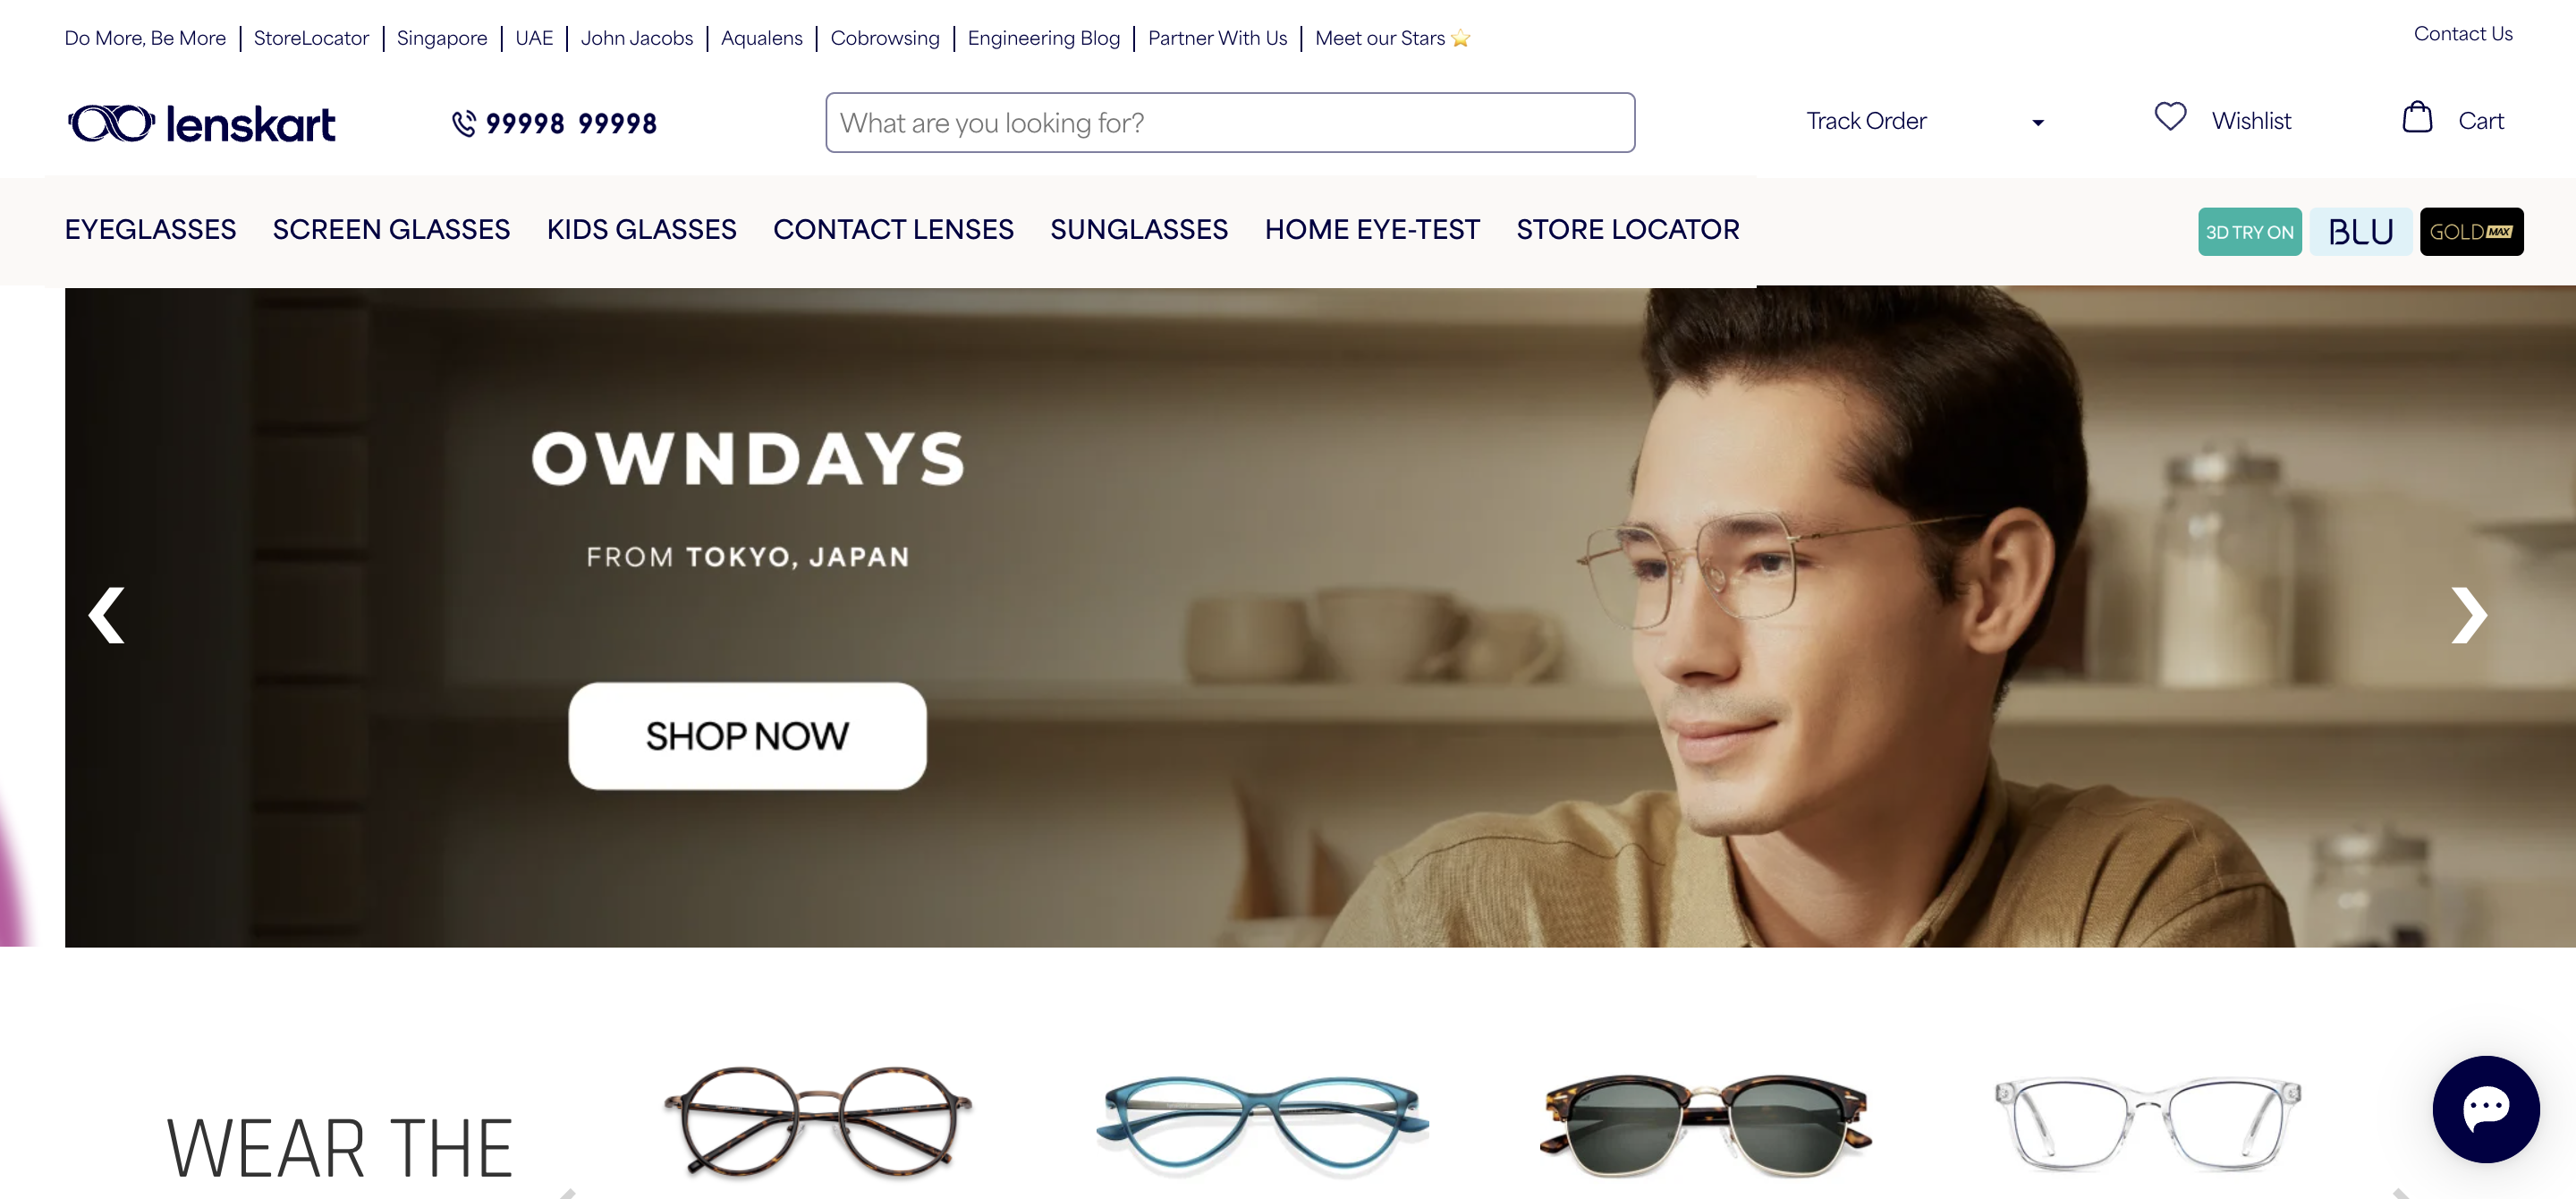 Do More, Be More | StoreLocator | Singapore | UAE | John Jacobs | Aqualens | Cobrowsing | Engineering Blog | Partner With Us | Meet our Stars ⭐
Contact Us
lenskart
99998 99998
What are you looking for?
Track Order
Wishlist
Cart
EYEGLASSES SCREEN GLASSES KIDS GLASSES CONTACT LENSES SUNGLASSES HOME EYE-TEST STORE LOCATOR
3D TRY ON
BLU
GOLD MAX
OWNDAYS
FROM TOKYO, JAPAN
SHOP NOW
WEAR THE